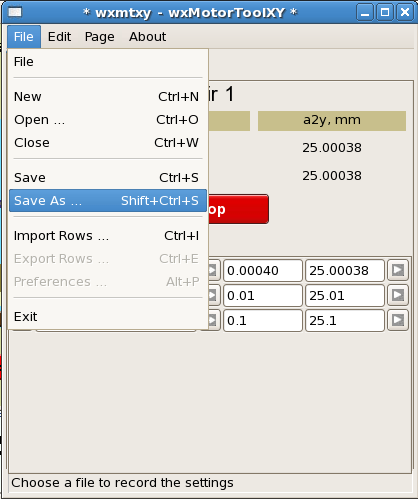 * wxmtxy - wxMotorToolXY *
File Edit Page About
File
New Ctrl+N
Open ... Ctrl+O
Close Ctrl+W
Save Ctrl+S
Save As ... Shift+Ctrl+S
Import Rows ... Ctrl+I
Export Rows ... Ctrl+E
Preferences ... Alt+P
Exit
ir 1
a2y, mm
25.00038
25.00038
op
0.00040 25.00038
0.01 25.01
0.1 25.1
Choose a file to record the settings